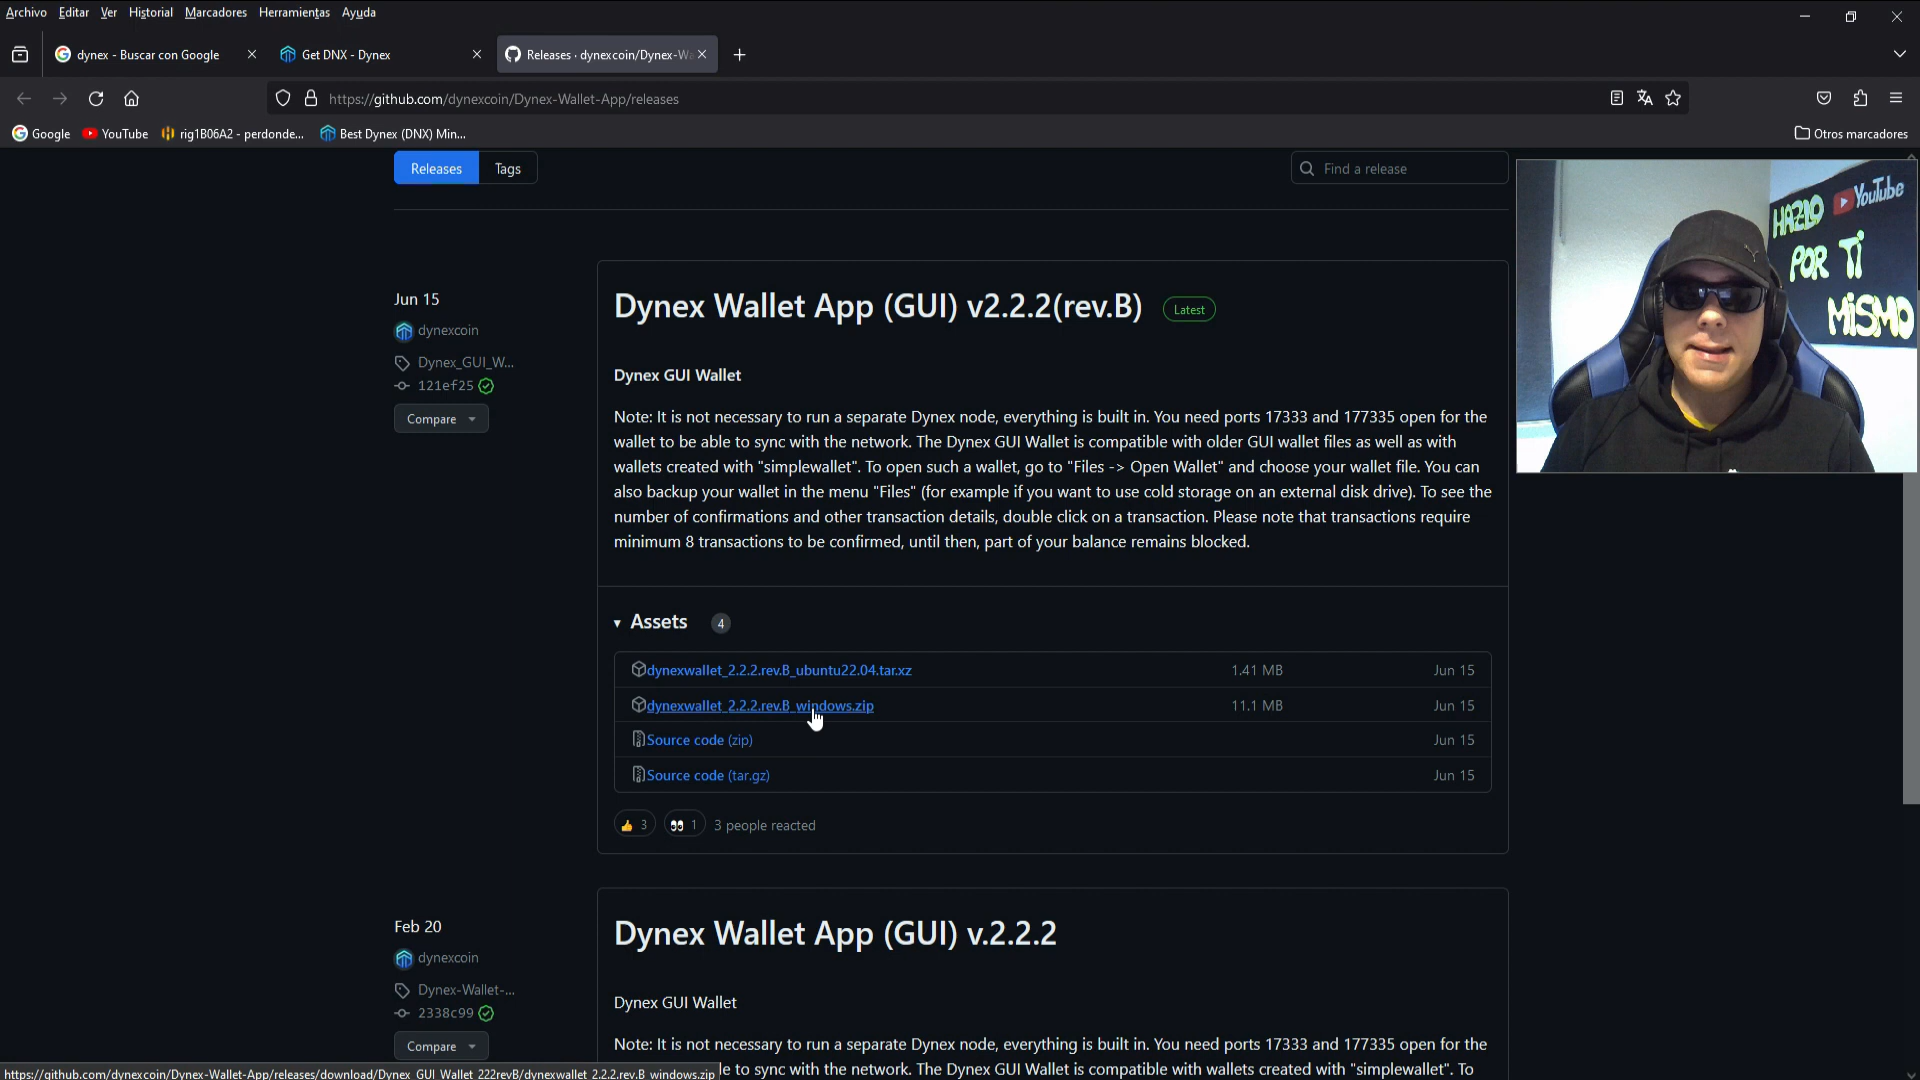 Archivo Editar Ver Historial Marcadores Herramientas Ayuda
dynex - Buscar con Google
Get DNX - Dynex
Releases · dynexcoin/Dynex-Wa
https://github.com/dynexcoin/Dynex-Wallet-App/releases
Google YouTube rig1B06A2 - perdonde... Best Dynex (DNX) Min... Otros marcadores
Releases Tags Find a release
YouTube
HAZLO
POR TI
MISMO
Jun 15
dynexcoin
Dynex_GUI_W...
121ef25
Compare
Dynex Wallet App (GUI) v2.2.2(rev.B) Latest
Dynex GUI Wallet
Note: It is not necessary to run a separate Dynex node, everything is built in. You need ports 17333 and 177335 open for the
wallet to be able to sync with the network. The Dynex GUI Wallet is compatible with older GUI wallet files as well as with
wallets created with "simplewallet". To open such a wallet, go to "Files -> Open Wallet" and choose your wallet file. You can
also backup your wallet in the menu "Files" (for example if you want to use cold storage on an external disk drive). To see the
number of confirmations and other transaction details, double click on a transaction. Please note that transactions require
minimum 8 transactions to be confirmed, until then, part of your balance remains blocked.
Assets 4
dynexwallet_2.2.2.rev.B_ubuntu22.04.tar.xz 1.41 MB Jun 15
dynexwallet_2.2.2.rev.B_windows.zip 11.1 MB Jun 15
Source code (zip) Jun 15
Source code (tar.gz) Jun 15
3 1 3 people reacted
Feb 20
dynexcoin
Dynex-Wallet-...
2338c99
Compare
Dynex Wallet App (GUI) v.2.2.2
Dynex GUI Wallet
Note: It is not necessary to run a separate Dynex node, everything is built in. You need ports 17333 and 177335 open for the
le to sync with the network. The Dynex GUI Wallet is compatible with wallets created with "simplewallet". To
https://github.com/dynexcoin/Dynex-Wallet-App/releases/download/Dynex_GUI_Wallet_222revB/dynexwallet_2.2.2.rev.B_windows.zip